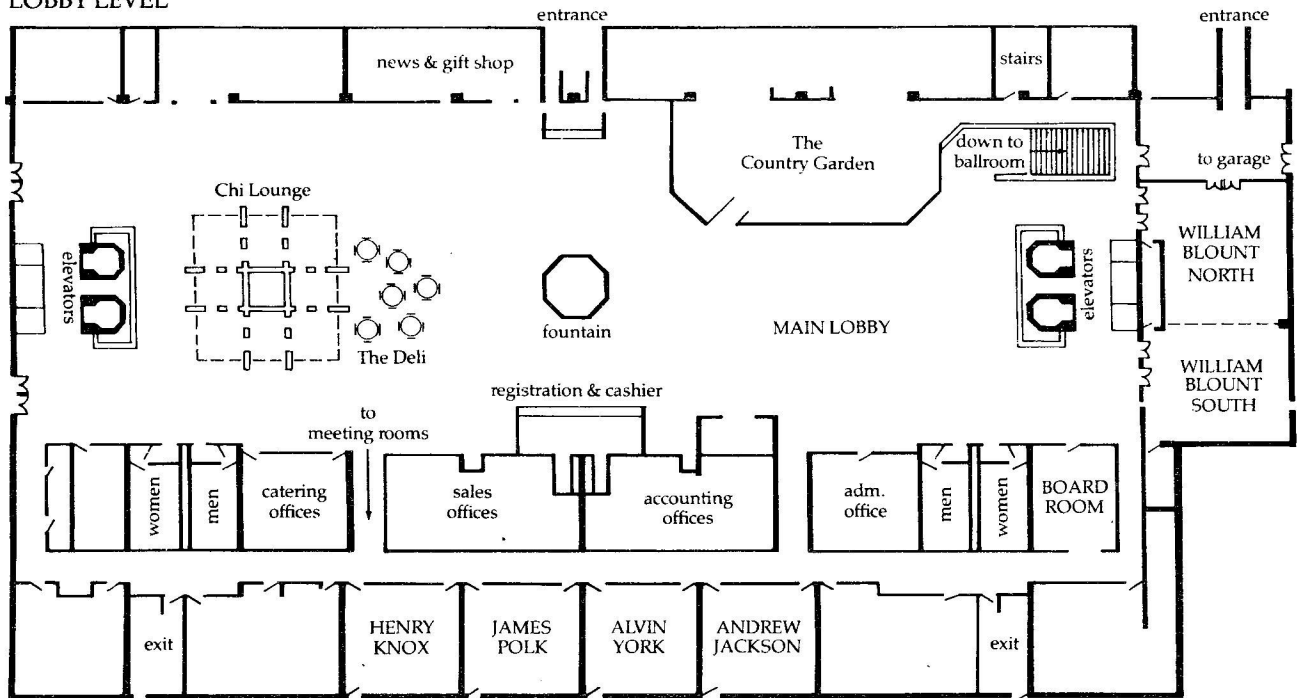 LOBBY LEVEL
entrance
entrance
news & gift shop
stairs
The
Country Garden
down to
ballroom
to garage
Chi Lounge
WILLIAM
BLOUNT
NORTH
elevators
elevators
fountain
MAIN LOBBY
The Deli
WILLIAM
BLOUNT
SOUTH
registration & cashier
to
meeting rooms
women
men
catering
offices
sales
offices
accounting
offices
adm.
office
men
women
BOARD
ROOM
exit
HENRY
KNOX
JAMES
POLK
ALVIN
YORK
ANDREW
JACKSON
exit